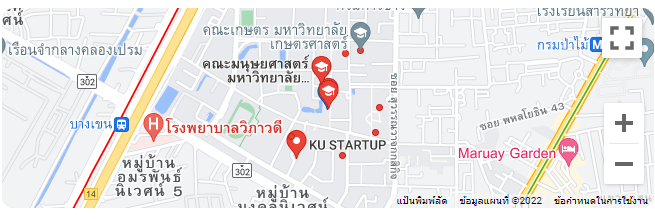 นิเวศน์
เรือนจำกลางคลองเปรม
คณะเกษตร มหาวิทยาลัย
เกษตรศาสตร์
โรงเรียนสารวิทยา
กรมป่าไม้
M
คณะมนุษยศาสตร์
มหาวิทยาลัย...
302
บางเขน
H
โรงพยาบาลวิภาวดี
ซอย พหลโยธิน 43
KU STARTUP
Maruay Garden
หมู่บ้าน
อมรพันธ์
นิเวศน์ 5
302
หมู่บ้าน
14
แป้นพิมพ์ลัด
ข้อมูลแผนที่ ©2022
ข้อกำหนดในการใช้งาน